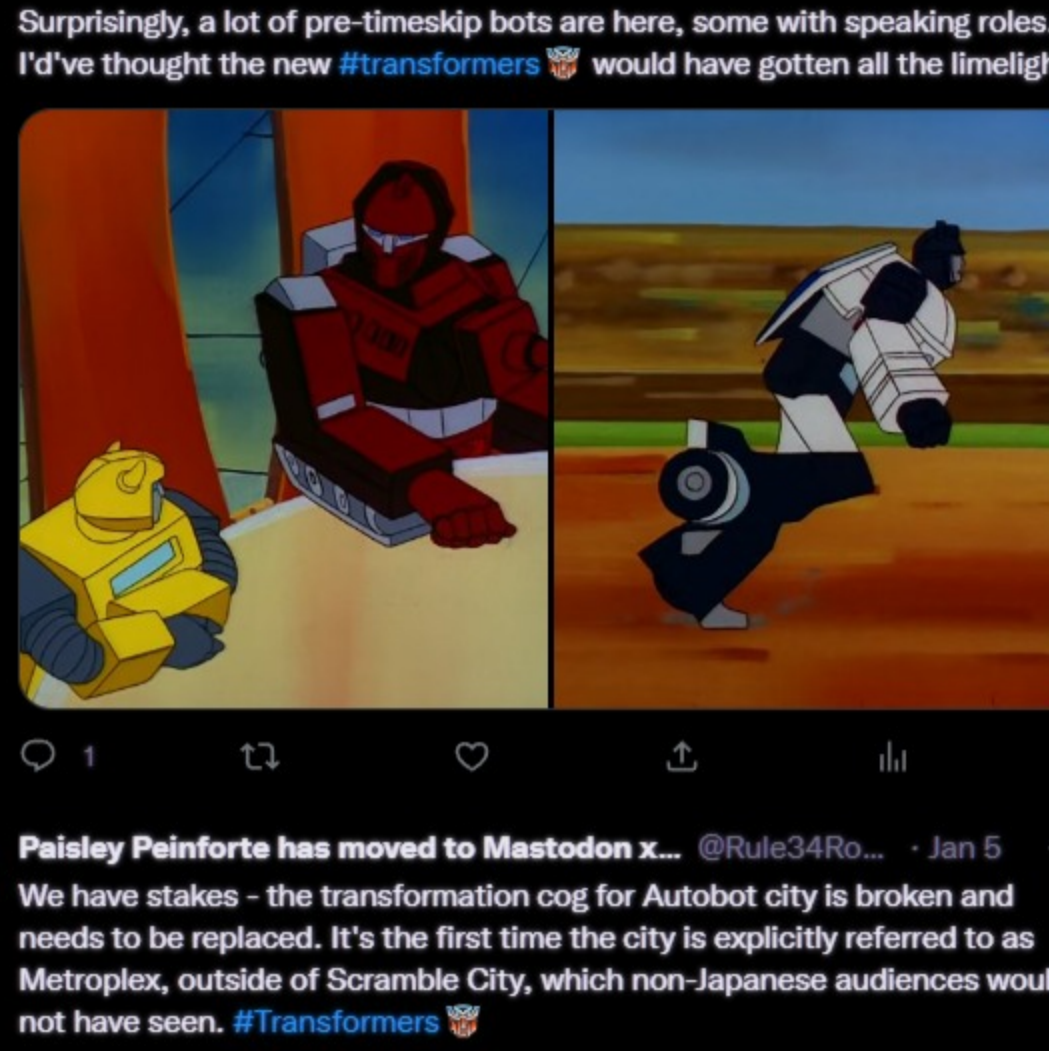 Surprisingly, a lot of pre-timeskip bots are here, some with speaking roles.
I'd've thought the new #transformers would have gotten all the
1
Paisley Peinforte has moved to Mastodon x... @Rule34Ro... · Jan 5
We have stakes - the transformation cog for Autobot city is broken and
needs to be replaced. It's the first time the city is explicitly referred to as
Metroplex, outside of Scramble City, which non-Japanese audiences
not have seen. #Transformers